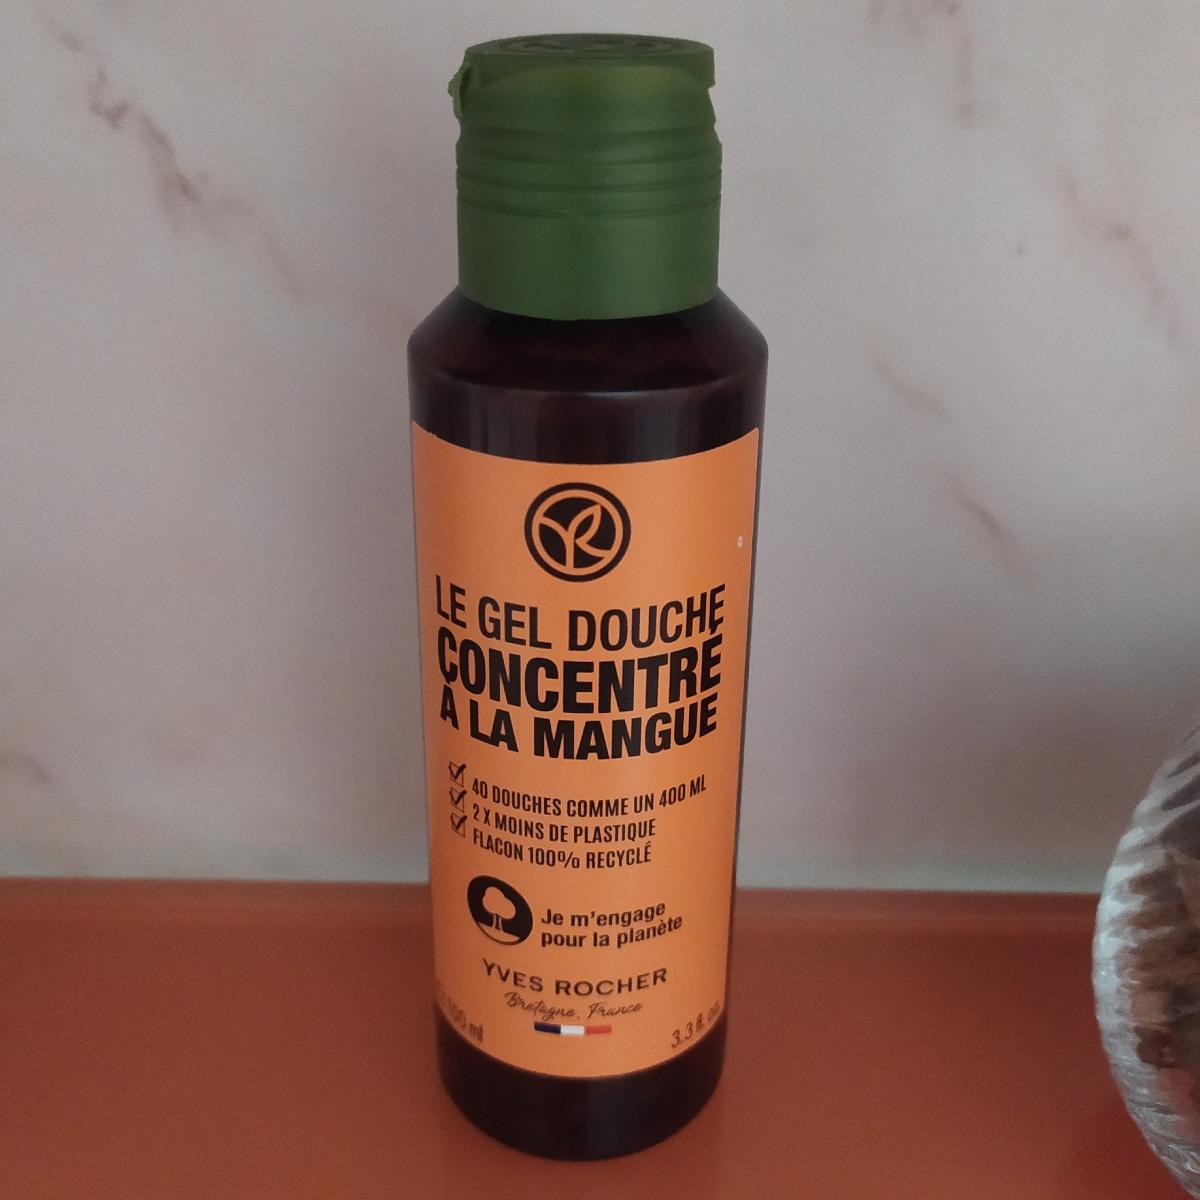 LE GEL DOUCHE
CONCENTRÉ
À LA MANGUE
40 DOUCHES COMME UN 400 ML
2 X MOINS DE PLASTIQUE
FLACON 100% RECYCLÉ
Je m'engage
pour la planète
YVES ROCHER
Bretagne, France
100 ml
3.3 fl. oz.